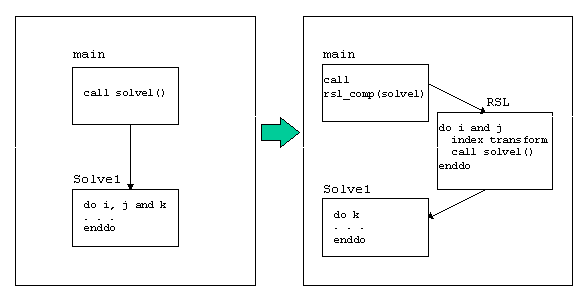 main
call solve1()
Solve1
do i, j and k
. . .
enddo
main
call
rsl_comp(solve1)
RSL
do i and j
index transform
call solve1()
enddo
Solve1
do k
. . .
enddo